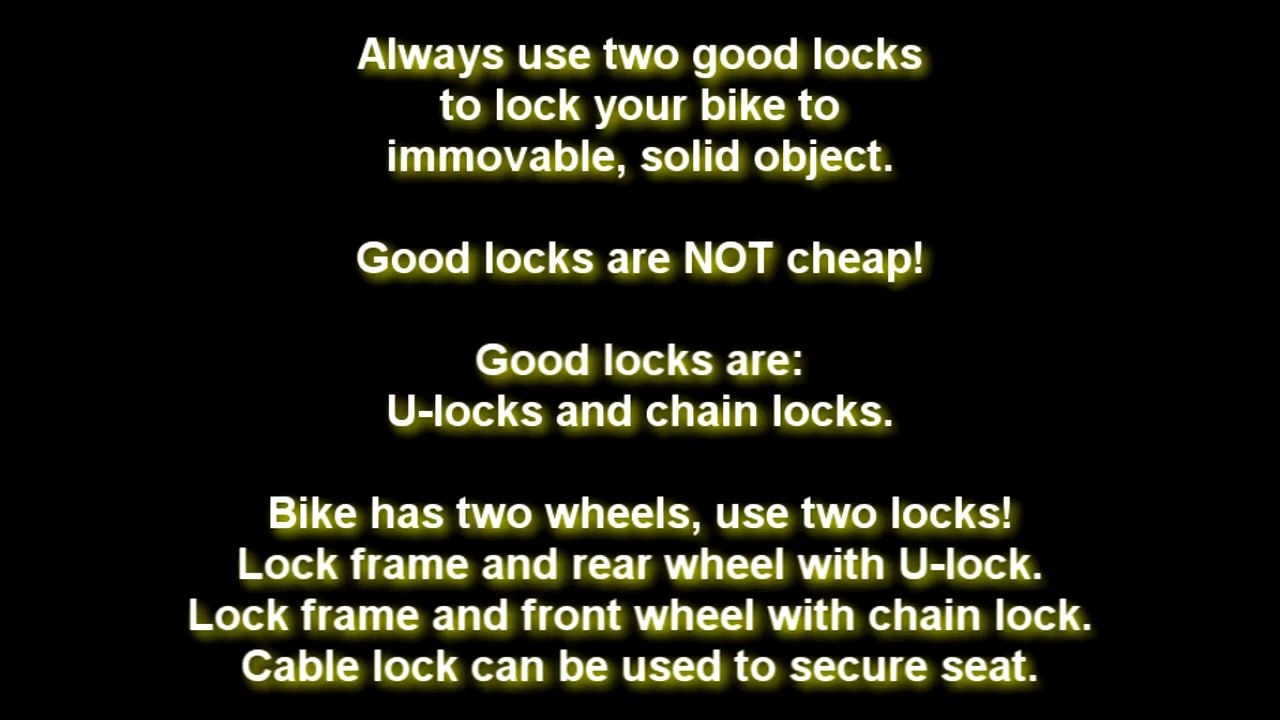 Always use two good locks
to lock your bike to
immovable, solid object.
Good locks are NOT cheap!
Good locks are:
U-locks and chain locks.
Bike has two wheels, use two locks!
Lock frame and rear wheel with U-lock.
Lock frame and front wheel with chain lock.
Cable lock can be used to secure seat.